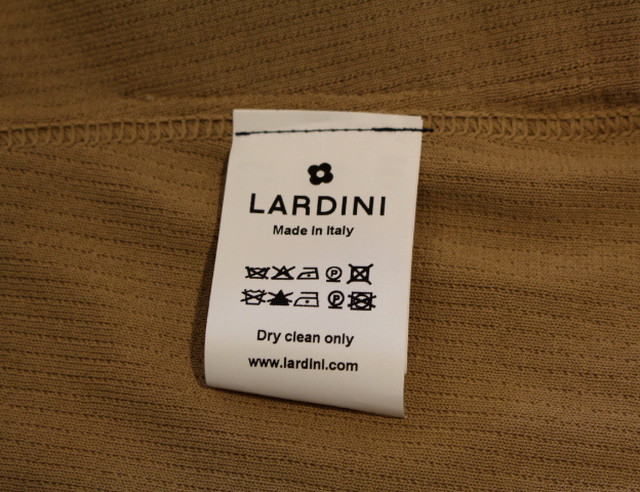 LARDINI
Made in Italy
Dry clean only
www.lardini.com